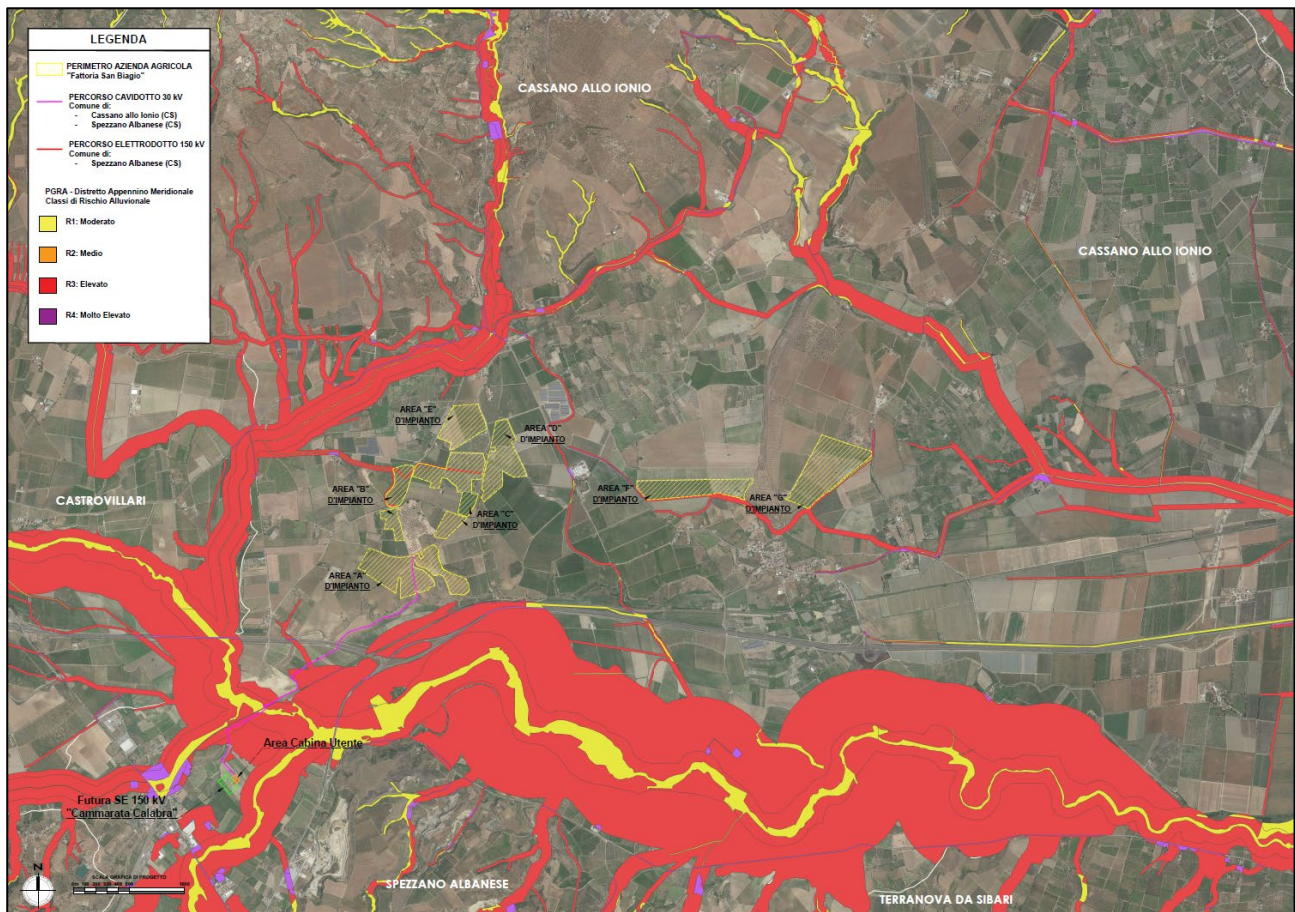 LEGENDA
PERIMETRO AZIENDA AGRICOLA
"Fattoria San Biagio"
PERCORSO CAVIDOTTO 30 kV
Comune di:
- Cassano allo Ionio (CS)
- Spezzano Albanese (CS)
PERCORSO ELETTRODOTTO 150 kV
Comune di:
- Spezzano Albanese (CS)
PGRA - Distretto Appennino Meridionale
Classi di Rischio Alluvionale
R1: Moderato
R2: Medio
R3: Elevato
R4: Molto Elevato
CASSANO ALLO IONIO
CASSANO ALLO IONIO
AREA "E"
D'IMPIANTO
AREA "D"
D'IMPIANTO
AREA "B"
D'IMPIANTO
AREA "F"
D'IMPIANTO
AREA "G"
D'IMPIANTO
CASTROVILLARI
AREA "C"
D'IMPIANTO
AREA "A"
D'IMPIANTO
Area Cabina Utente
Futura SE 150 kV
"Cammarata Calabra"
N
SCALA GRAFICA DI PROGETTO
SPEZZANO ALBANESE
TERRANOVA DA SIBARI